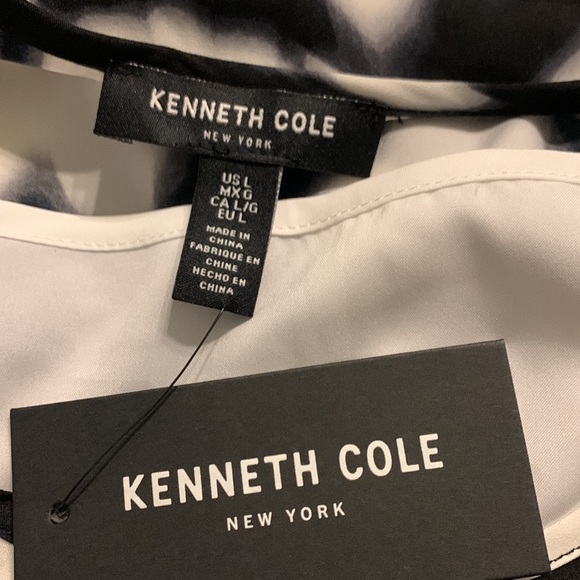 KENNETH COLE
NEW YORK
US L
MX G
CA L/G
EU L
MADE IN
CHINA
FABRIQUE EN
CHINE
HECHO EN
CHINA
KENNETH COLE
NEW YORK